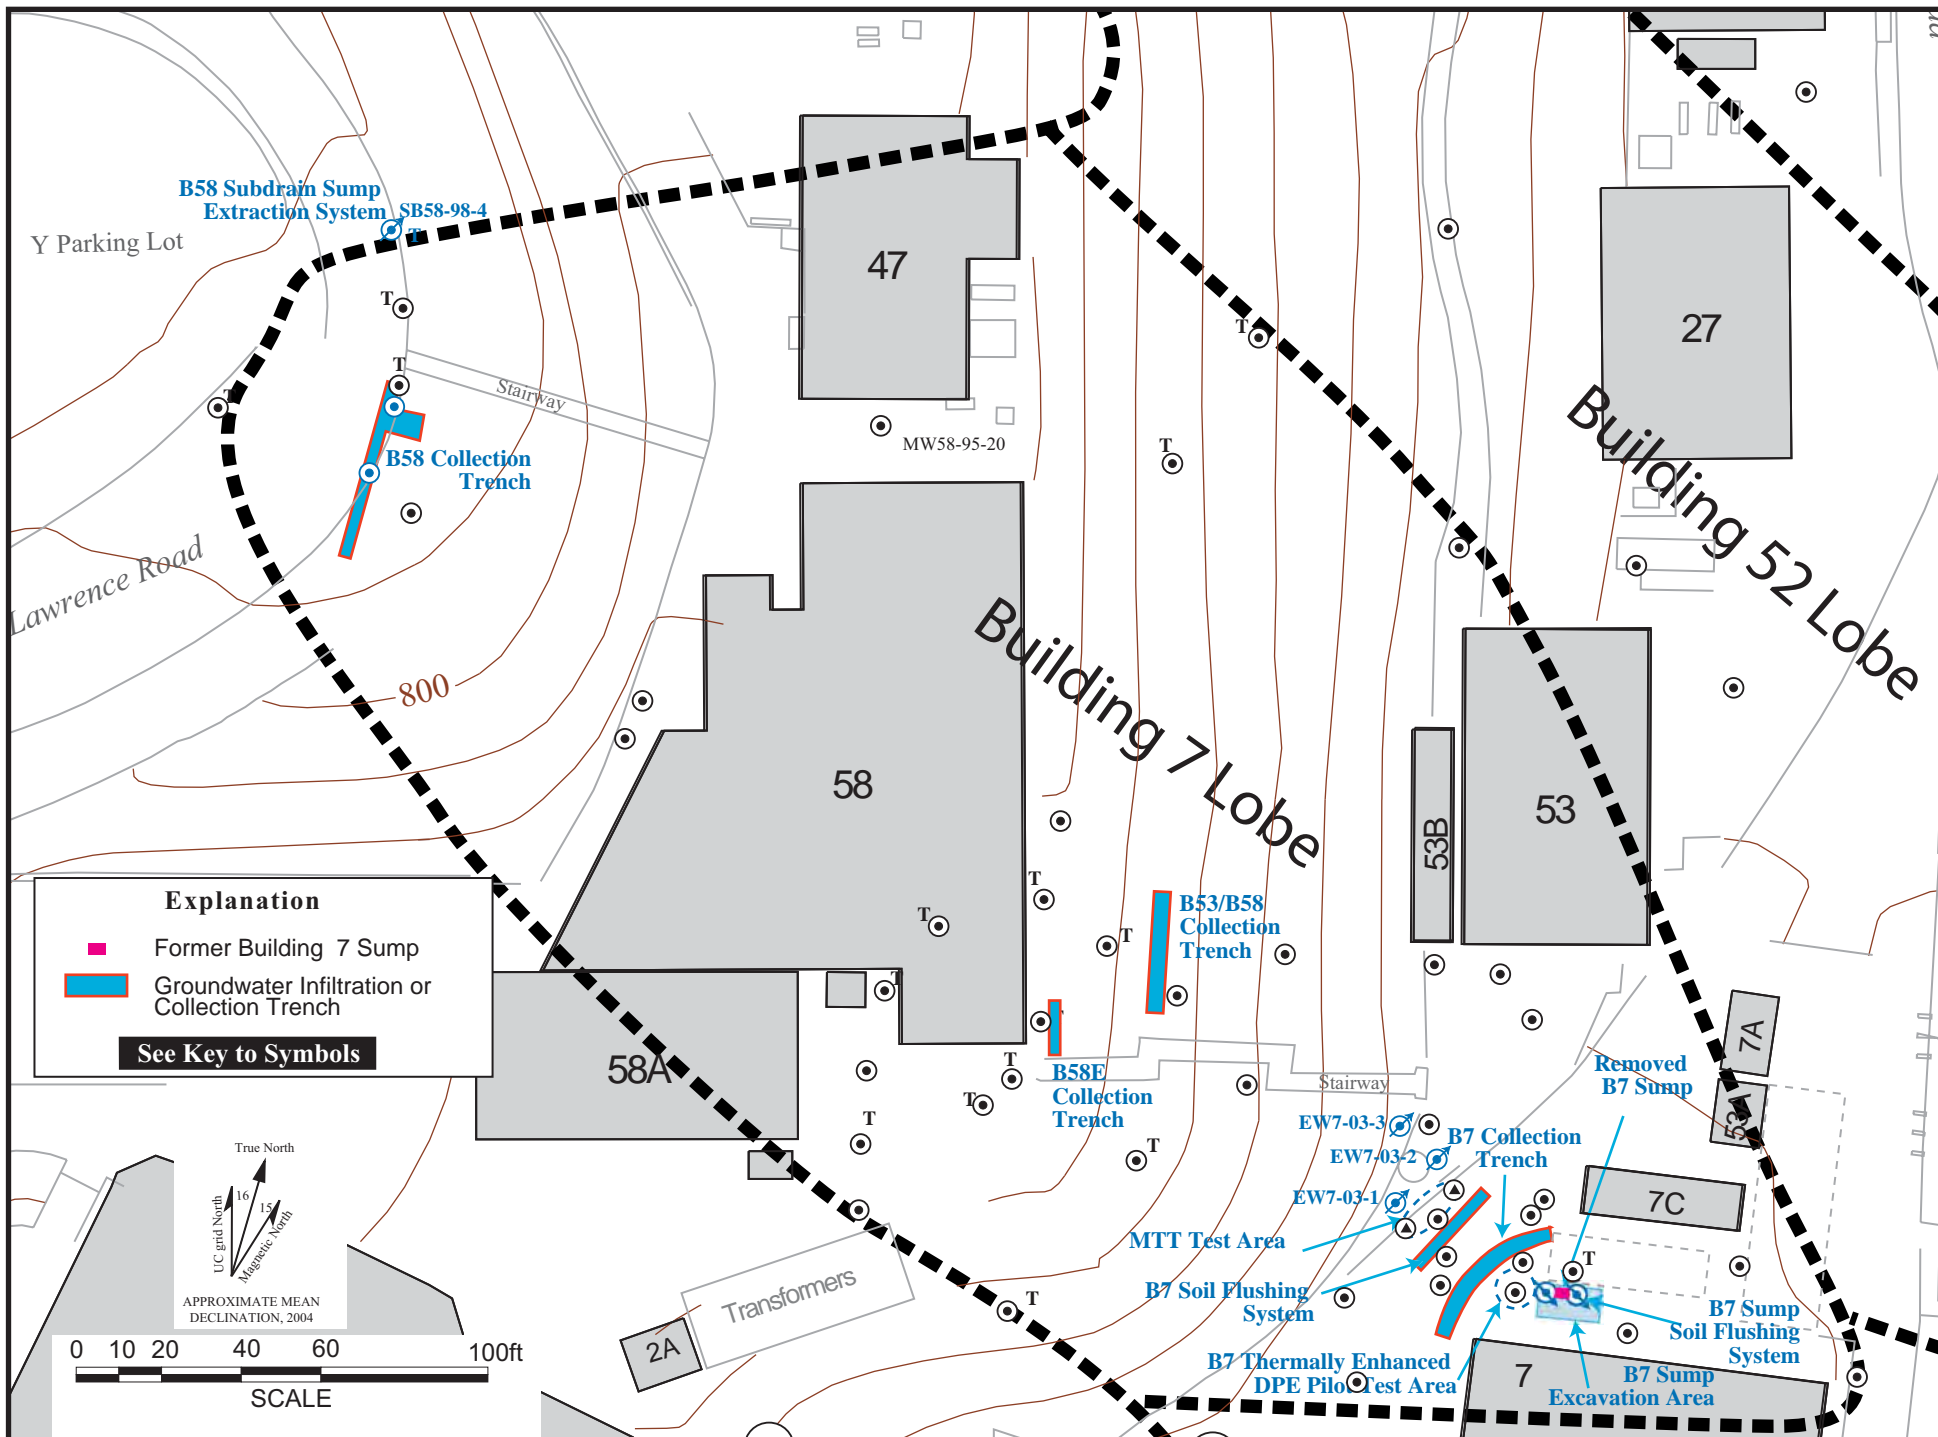 B58 Subdrain Sump
Extraction System
SB58-98-4
T
Y Parking Lot
47
27
T
T
T
T
T
Stairway
MW58-95-20
B58 Collection
Trench
Lawrence Road
800
Building 52 Lobe
Building 7 Lobe
58
53B
53
T
T
T
T
B53/B58
Collection
Trench
Explanation
Former Building 7 Sump
Groundwater Infiltration or
Collection Trench
See Key to Symbols
58A
T
T
T
T
B58E
Collection
Trench
Stairway
7A
53A
Removed
B7 Sump
EW7-03-3
EW7-03-2
EW7-03-1
B7 Collection
Trench
7C
MTT Test Area
B7 Soil Flushing
System
T
B7 Sump
Soil Flushing
System
B7 Thermally Enhanced
DPE Pilot Test Area
7
B7 Sump
Excavation Area
True North
16
15
UC grid North
Magnetic North
APPROXIMATE MEAN
DECLINATION, 2004
Transformers
T
2A
0 10 20 40 60 100ft
SCALE